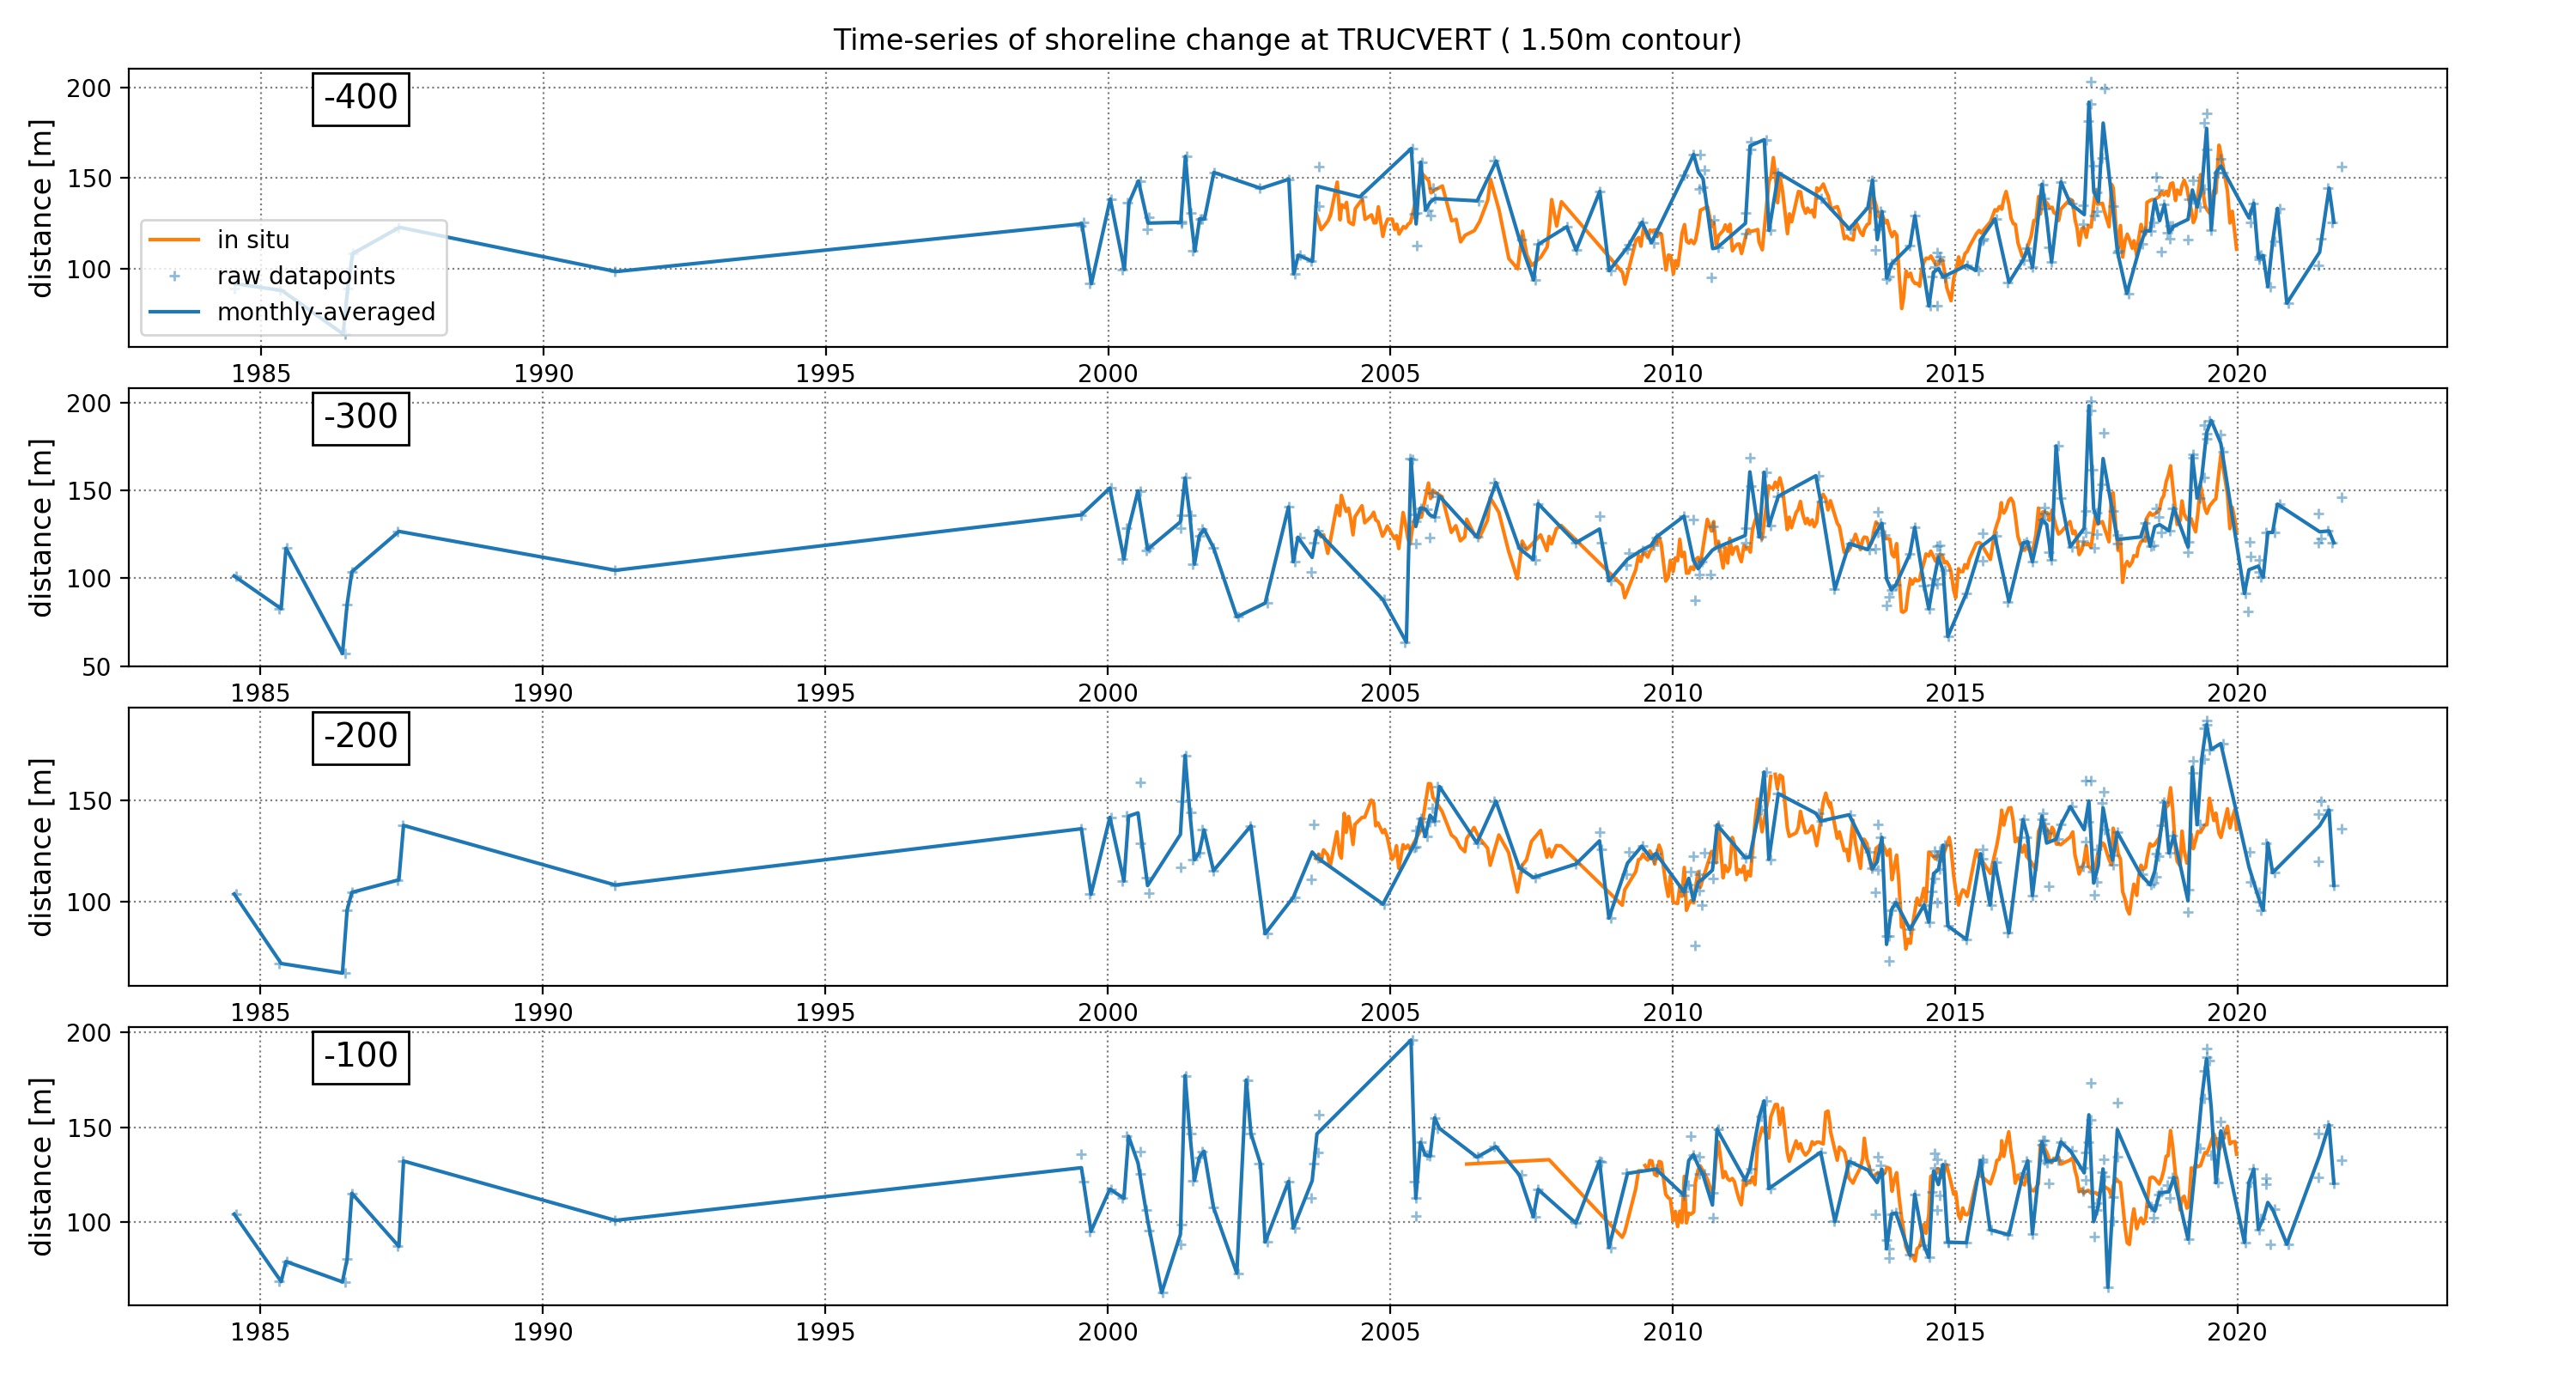 Time-series of shoreline change at TRUCVERT ( 1.50m contour)
-400
distance [m]
200
150
100
in situ
raw datapoints
monthly-averaged
1985 1990 1995 2000 2005 2010 2015 2020
-300
distance [m]
200
150
100
50
1985 1990 1995 2000 2005 2010 2015 2020
-200
distance [m]
150
100
1985 1990 1995 2000 2005 2010 2015 2020
-100
distance [m]
200
150
100
1985 1990 1995 2000 2005 2010 2015 2020